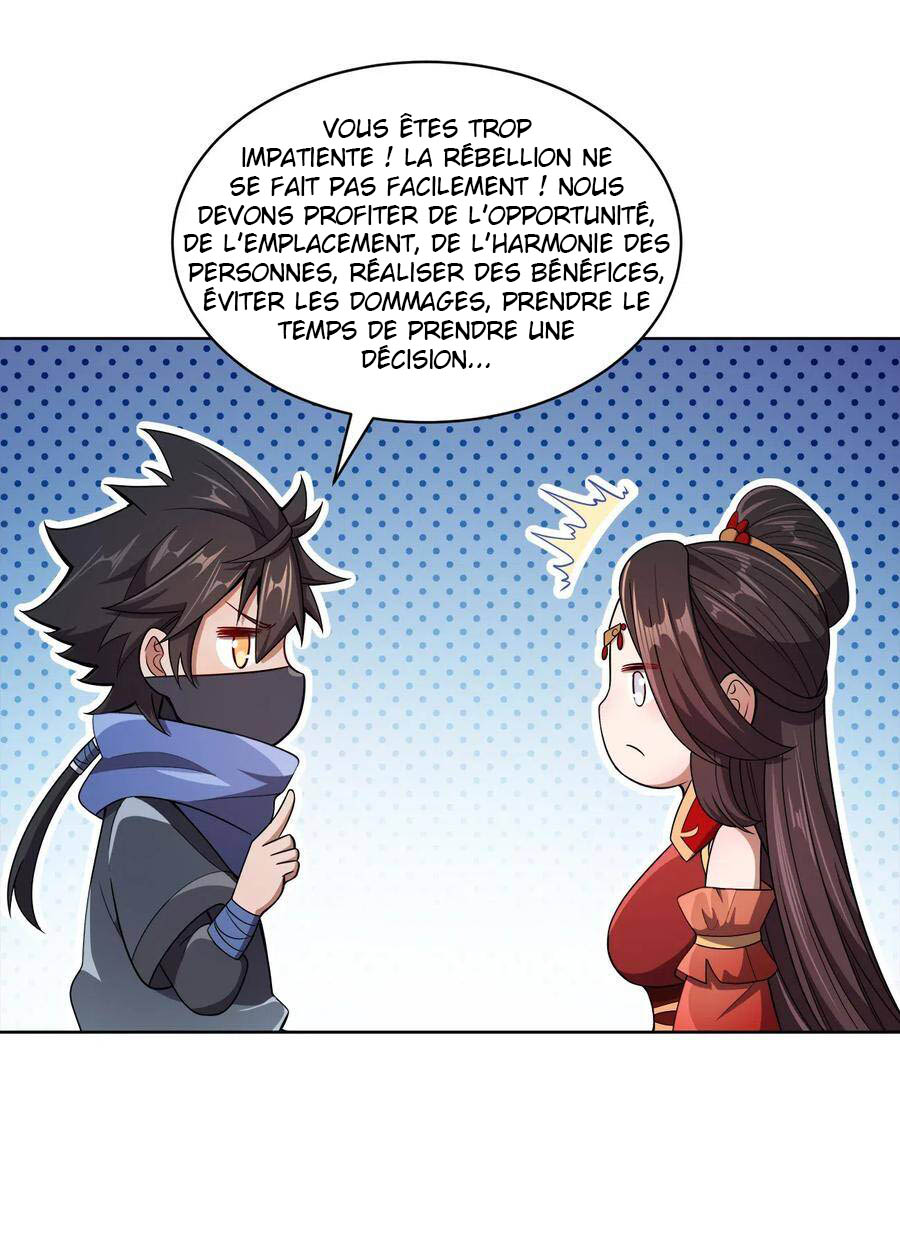 VOUS ÊTES TROP
IMPATIENTE ! LA RÉBELLION NE
SE FAIT PAS FACILEMENT ! NOUS
DEVONS PROFITER DE L'OPPORTUNITÉ,
DE L'EMPLACEMENT, DE L'HARMONIE DES
PERSONNES, RÉALISER DES BÉNÉFICES,
ÉVITER LES DOMMAGES, PRENDRE LE
TEMPS DE PRENDRE UNE
DÉCISION...